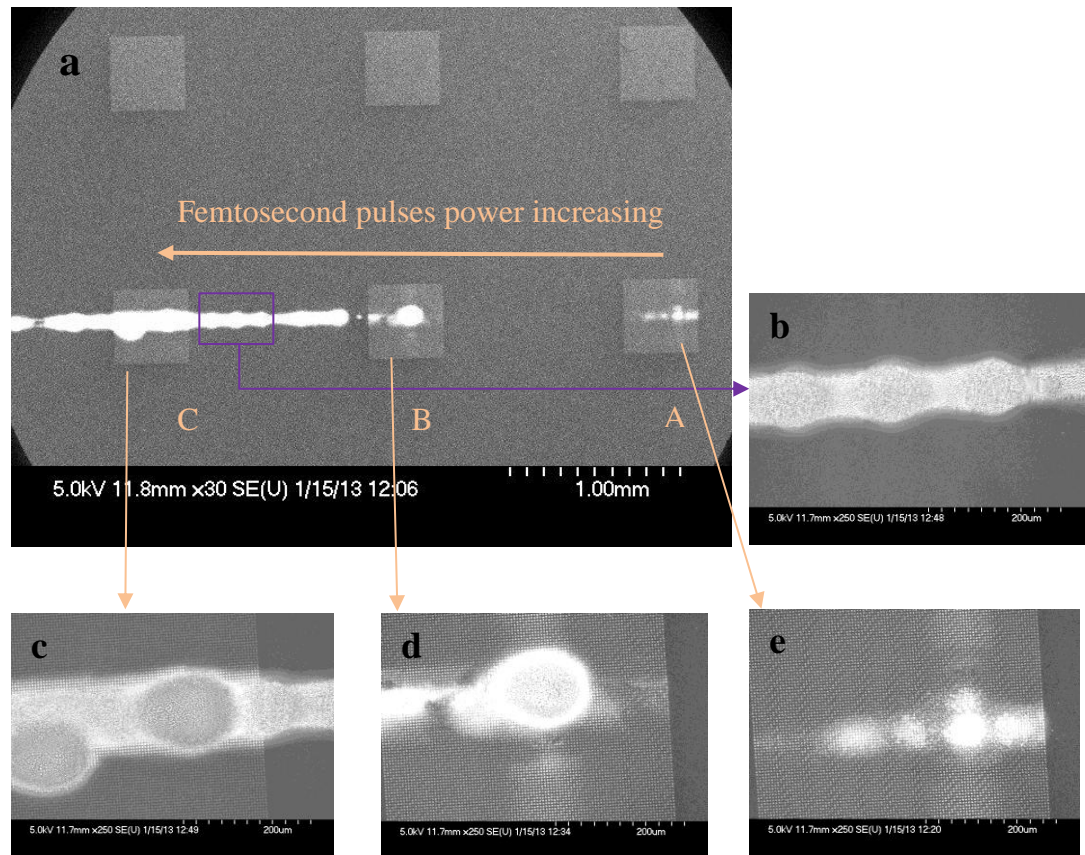 a
Femtosecond pulses power increasing
C
B
A
5.0kV 11.8mm x30 SE(U) 1/15/13 12:06
1.00mm
b
5.0kV 11.7mm x250 SE(U) 1/15/13 12:48
200um
c
5.0kV 11.7mm x250 SE(U) 1/15/13 12:49
200um
d
5.0kV 11.7mm x250 SE(U) 1/15/13 12:34
200um
e
5.0kV 11.7mm x250 SE(U) 1/15/13 12:20
200um